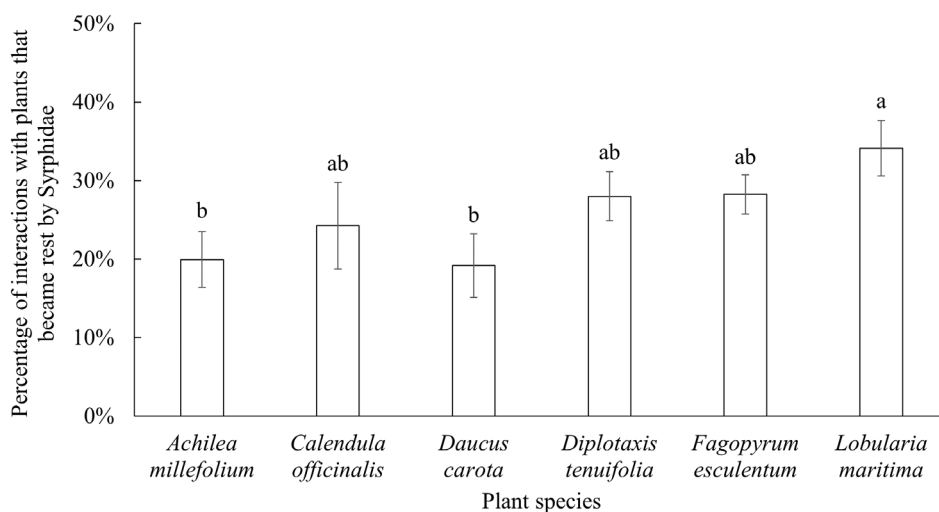 Percentage of interactions with plants that
became rest by Syrphidae
50%
40%
30%
20%
10%
0%
b
ab
b
ab
ab
a
Achilea
millefolium
Calendula
officinalis
Daucus
carota
Diplotaxis
tenuifolia
Fagopyrum
esculentum
Lobularia
maritima
Plant species